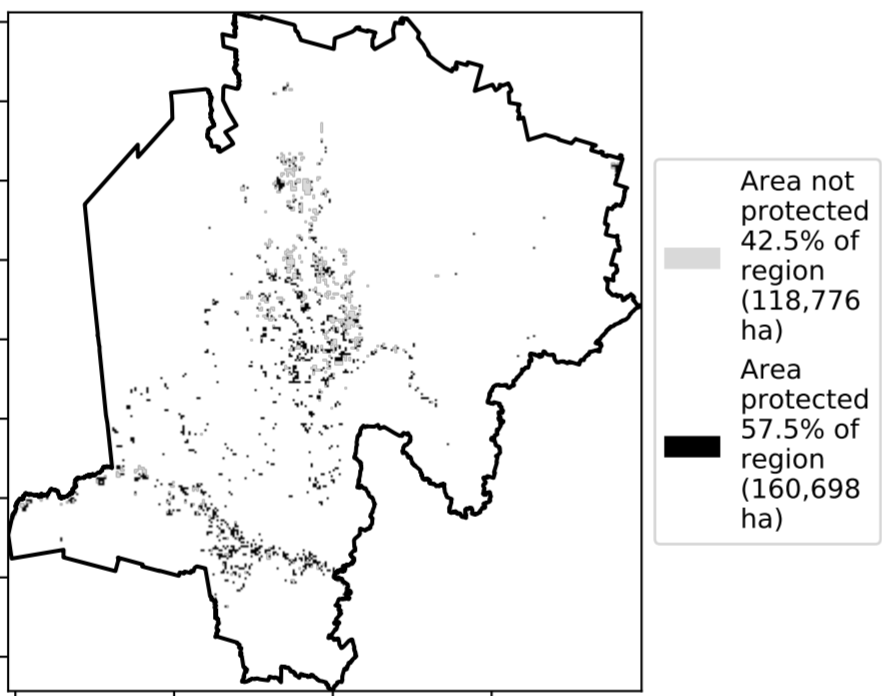 Area not
protected
42.5% of
region
(118,776
ha)
Area
protected
57.5% of
region
(160,698
ha)